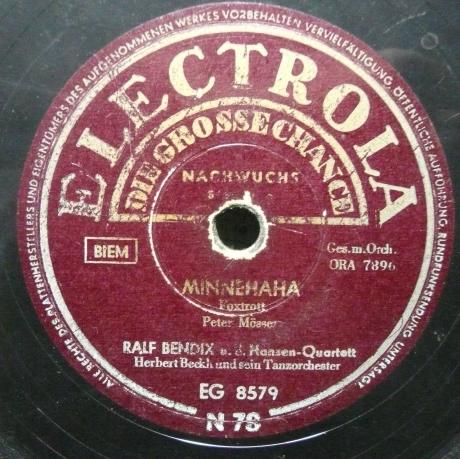 ALLE RECHTE DES PLATTENHERSTELLERS UND EIGENTÜMERS DES AUFGENOMMENEN WERKES VORBEHALTEN. VERVIELFÄLTIGUNG, ÖFFENTLICHE AUFFÜHRUNG, RUNDFUNKSENDUNG UNTERSAGT
ELECTROLA
DIE GROSSE CHANCE
NACHWUCHS
BIEM
Ges. m. Orch.
ORA 7896
MINNEHAHA
Foxtrott
Peter
RALF BENDIX u. d. Hansen-Quartett
Herbert Beckh und sein Tanzorchester
EG 8579
N 78